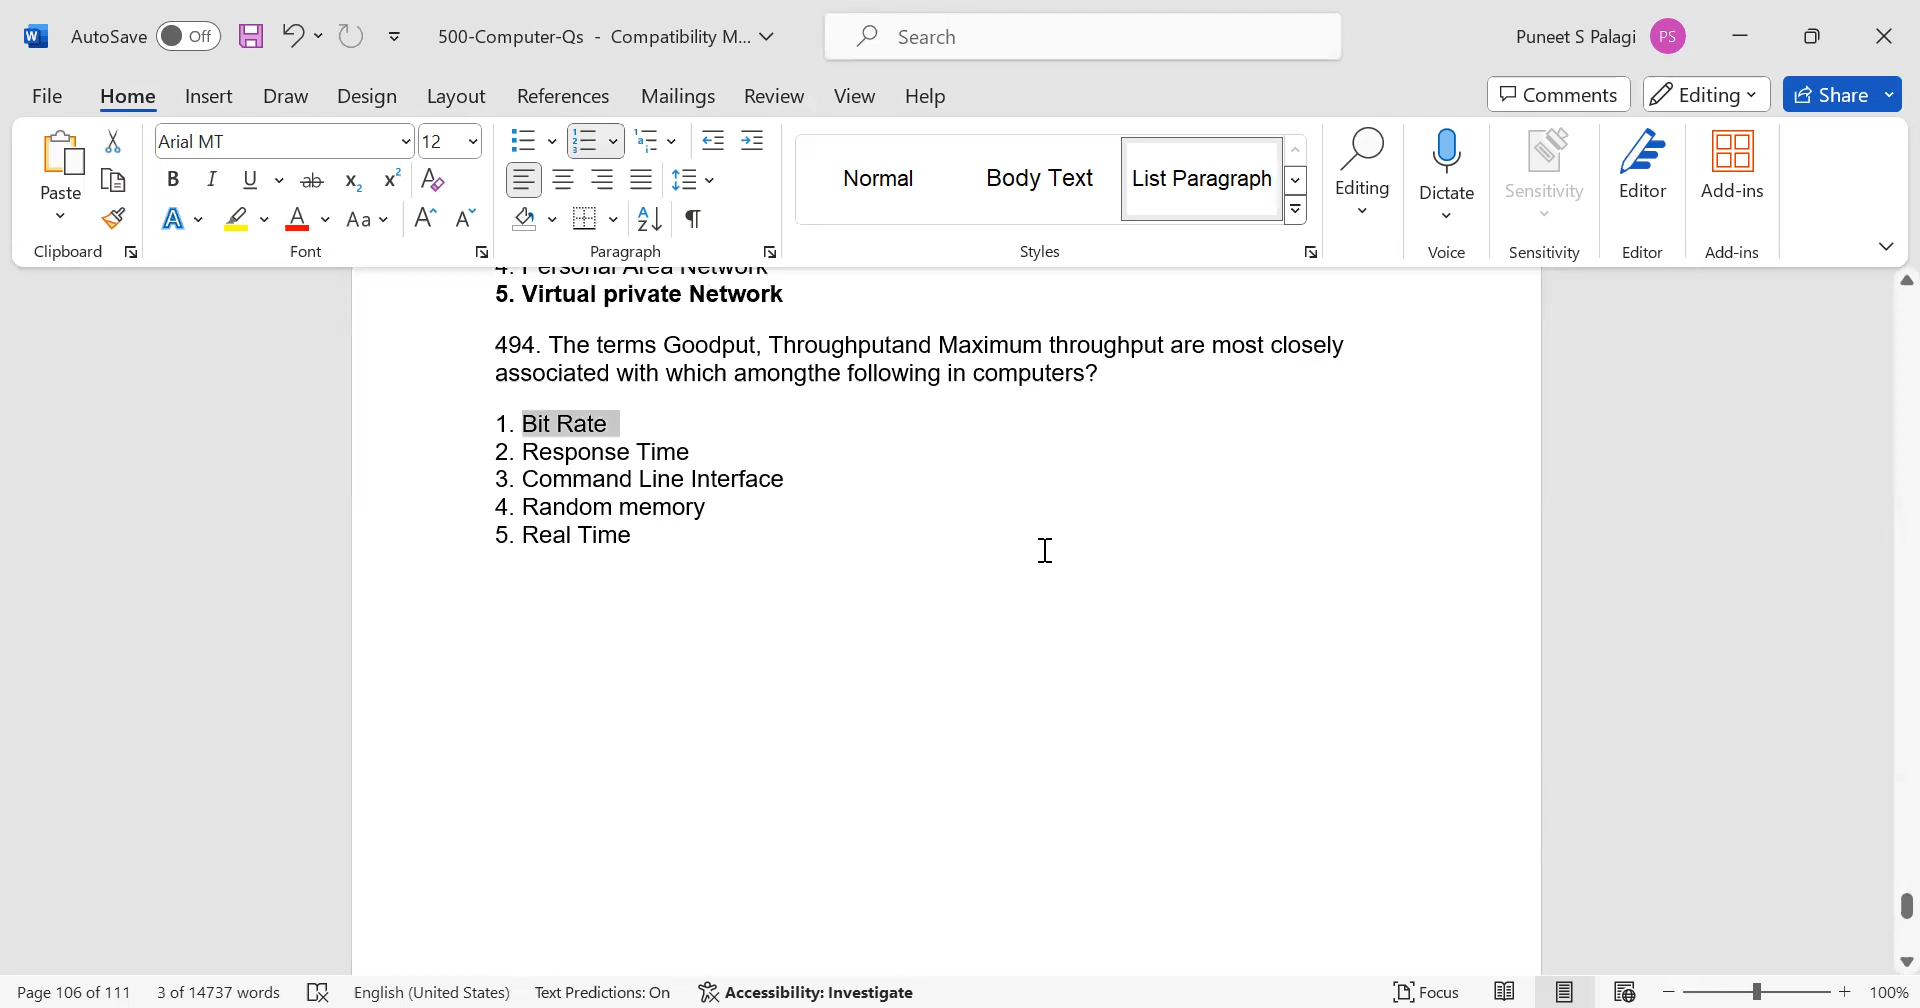 AutoSave Off 500-Computer-Qs - Compatibility M... Search Puneet S Palagi PS
File Home Insert Draw Design Layout References Mailings Review View Help Comments Editing Share
Paste
Clipboard
Arial MT 12
Font
Paragraph
Normal Body Text List Paragraph
Styles
Editing
Dictate
Voice
Sensitivity
Sensitivity
Editor
Editor
Add-ins
Add-ins
4. Personal Area Network
5. Virtual private Network
494. The terms Goodput, Throughputand Maximum throughput are most closely
associated with which amongthe following in computers?
1. Bit Rate
2. Response Time
3. Command Line Interface
4. Random memory
5. Real Time
Page 106 of 111 3 of 14737 words English (United States) Text Predictions: On Accessibility: Investigate Focus 100%